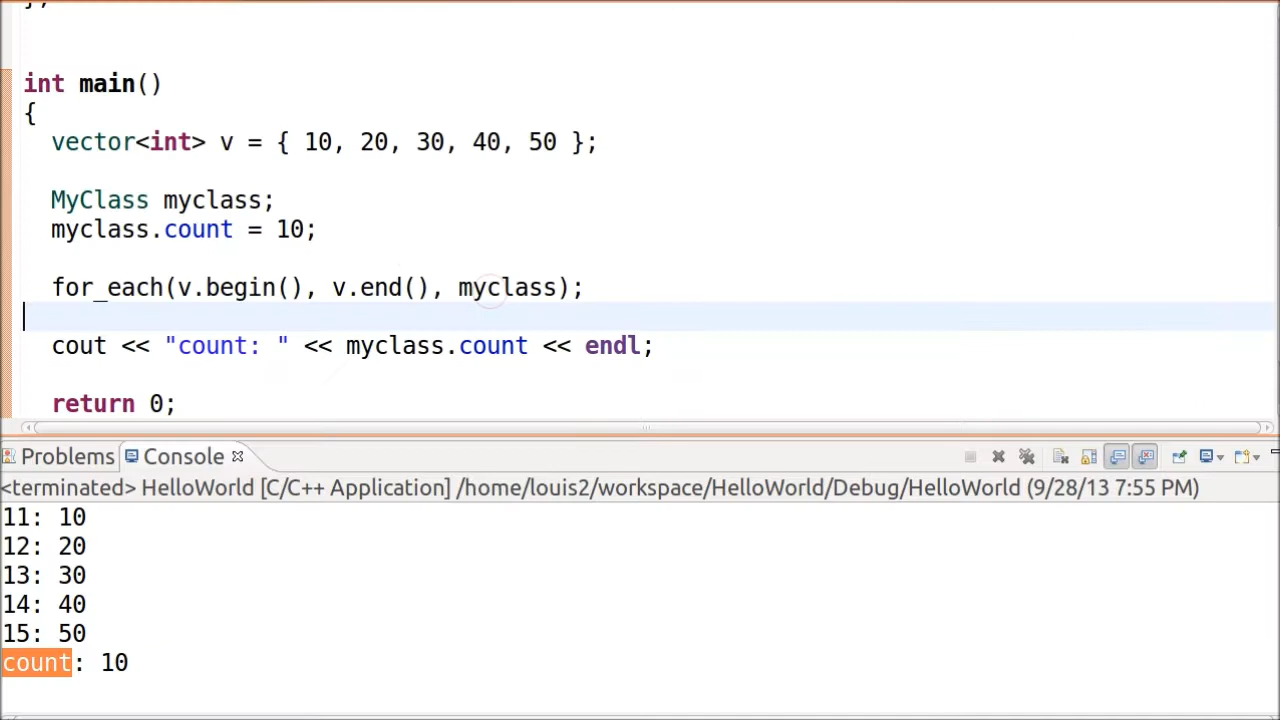 };
int main()
{
vector<int> v = { 10, 20, 30, 40, 50 };
MyClass myclass;
myclass.count = 10;
for_each(v.begin(), v.end(), myclass);
cout << "count: " << myclass.count << endl;
return 0;
Problems Console
<terminated> HelloWorld [C/C++ Application] /home/louis2/workspace/HelloWorld/Debug/HelloWorld (9/28/13 7:55 PM)
11: 10
12: 20
13: 30
14: 40
15: 50
count: 10